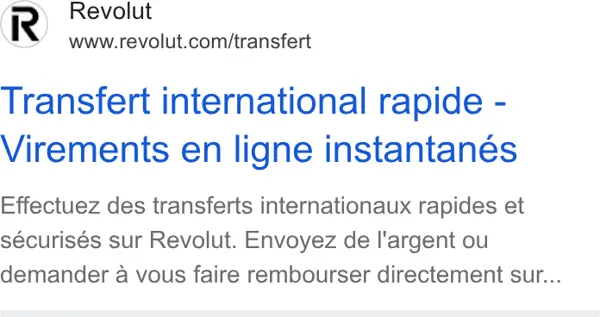 Revolut
www.revolut.com/transfert
Transfert international rapide -
Virements en ligne instantanés
Effectuez des transferts internationaux rapides et
sécurisés sur Revolut. Envoyez de l'argent ou
demander à vous faire rembourser directement sur...